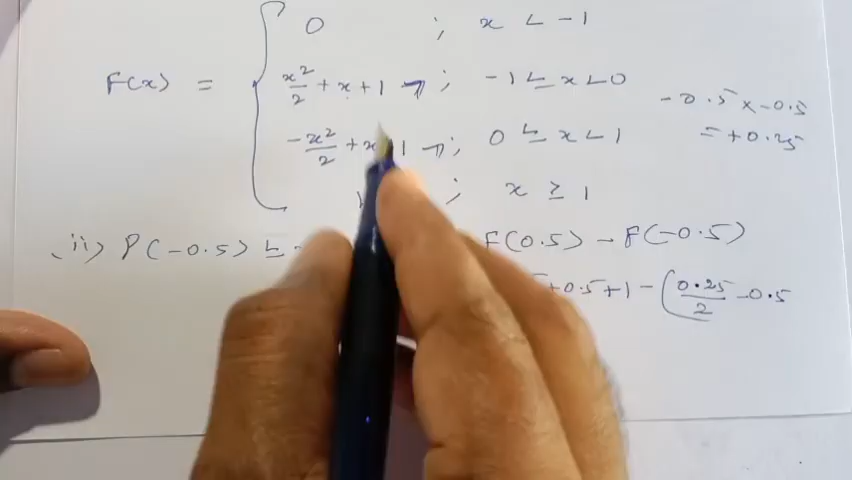 0 ; x < -1
F(x) = x²/2 + x + 1 ; -1 ≤ x < 0
-x²/2 + x 1 ; 0 ≤ x < 1
; x ≥ 1
-0.5 x -0.5
= +0.25
ii) P(-0.5) ≤ F(0.5) - F(-0.5)
+0.5+1 - (0.25/2 -0.5